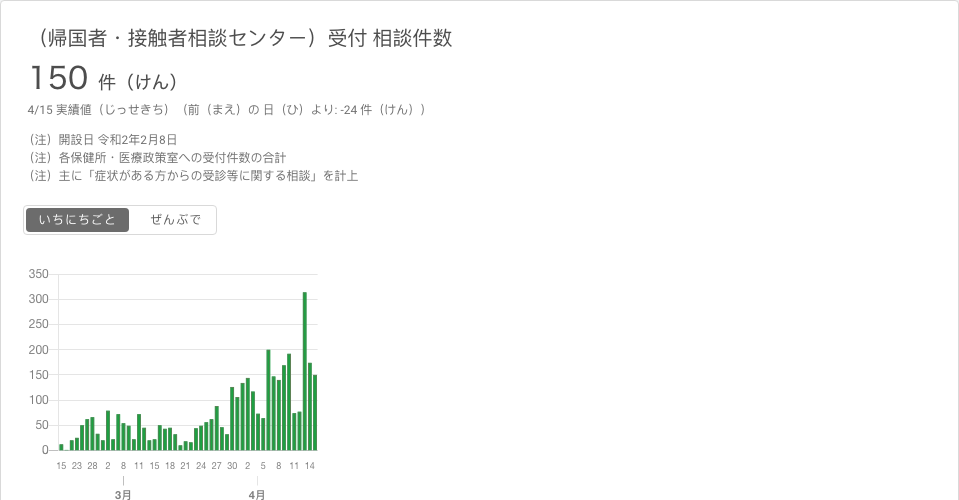 （帰国者・接触者相談センター）受付 相談件数
150 件（けん）
4/15 実績値（じっせきち）（前（まえ）の 日（ひ）より: -24 件（けん））
（注）開設日 令和2年2月8日
（注）各保健所・医療政策室への受付件数の合計
（注）主に「症状がある方からの受診等に関する相談」を計上
いちにちごと ぜんぶで
350
300
250
200
150
100
50
0
15 23 28 2 8 11 15 18 21 24 27 30 2 5 8 11 14
3月 4月